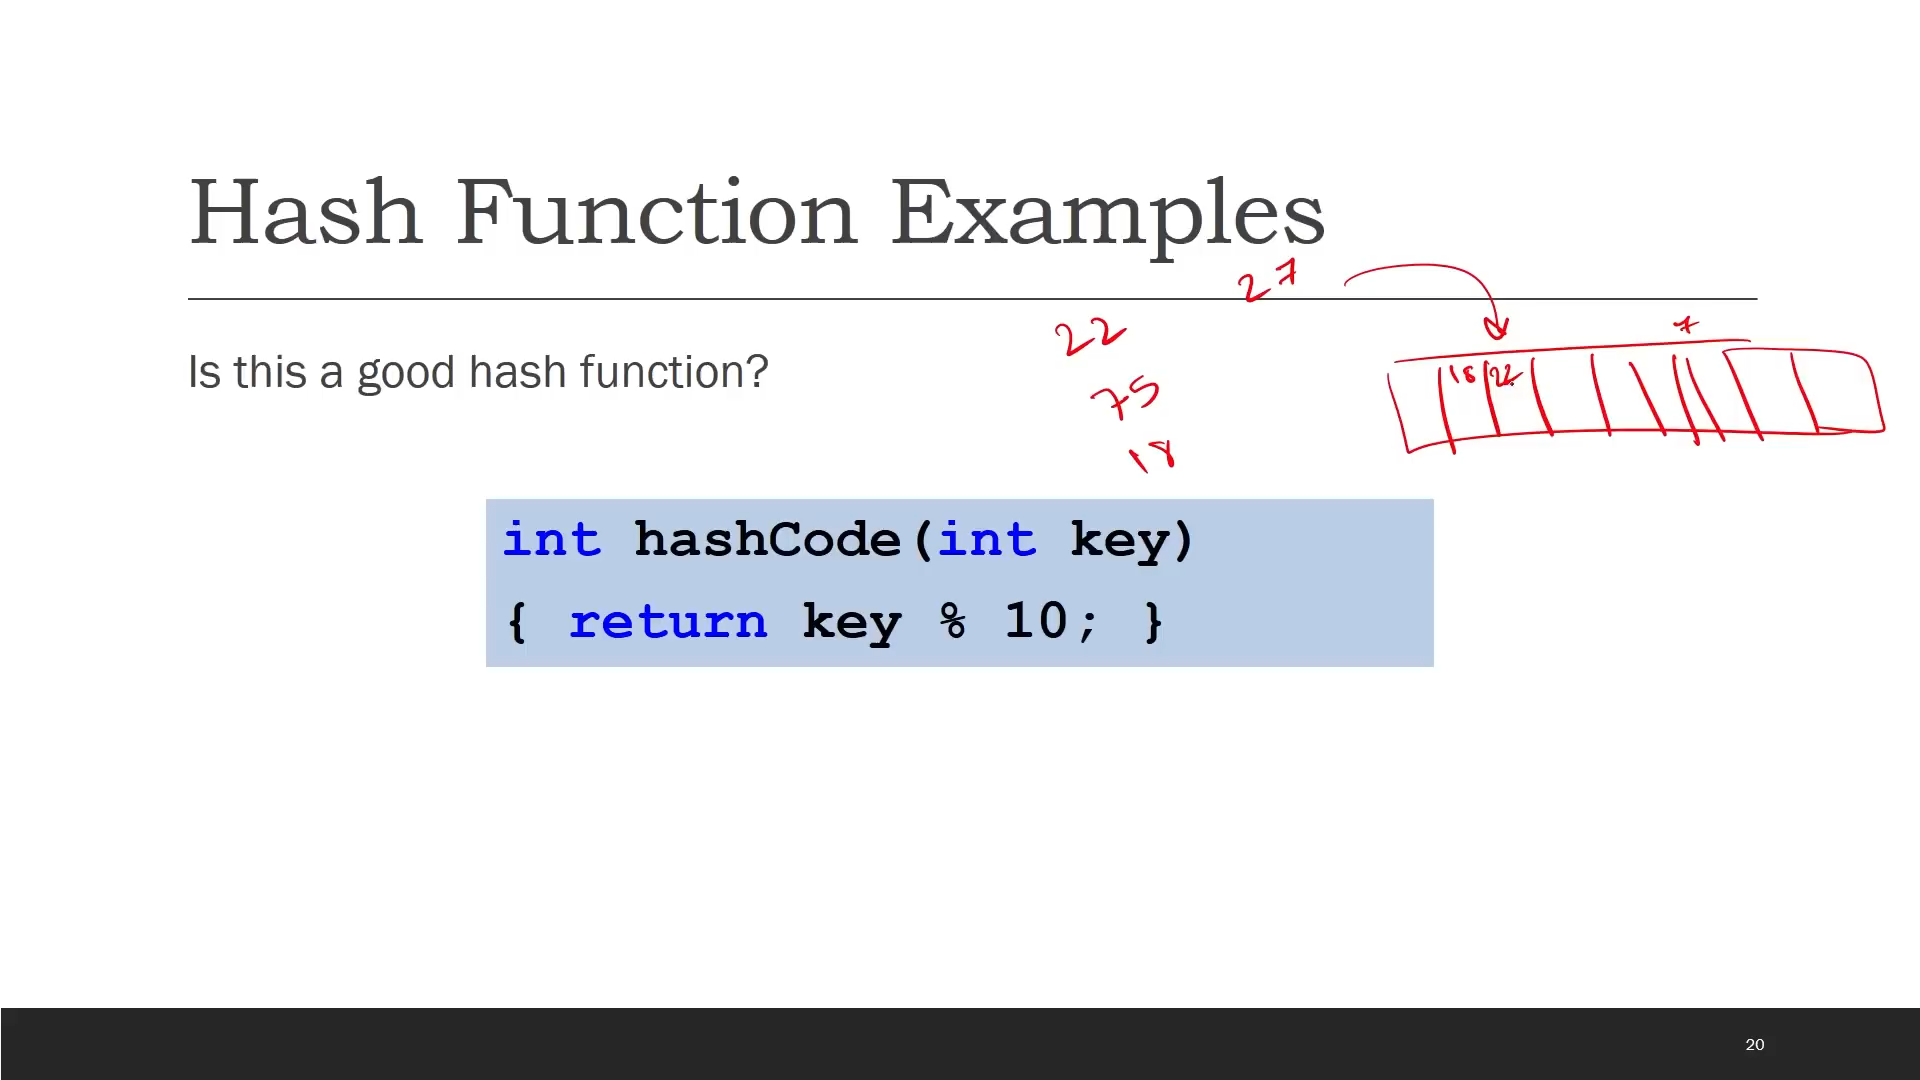 Hash Function Examples
27
22
7
Is this a good hash function?
75
18 22
18
int hashCode(int key)
{ return key % 10; }
20